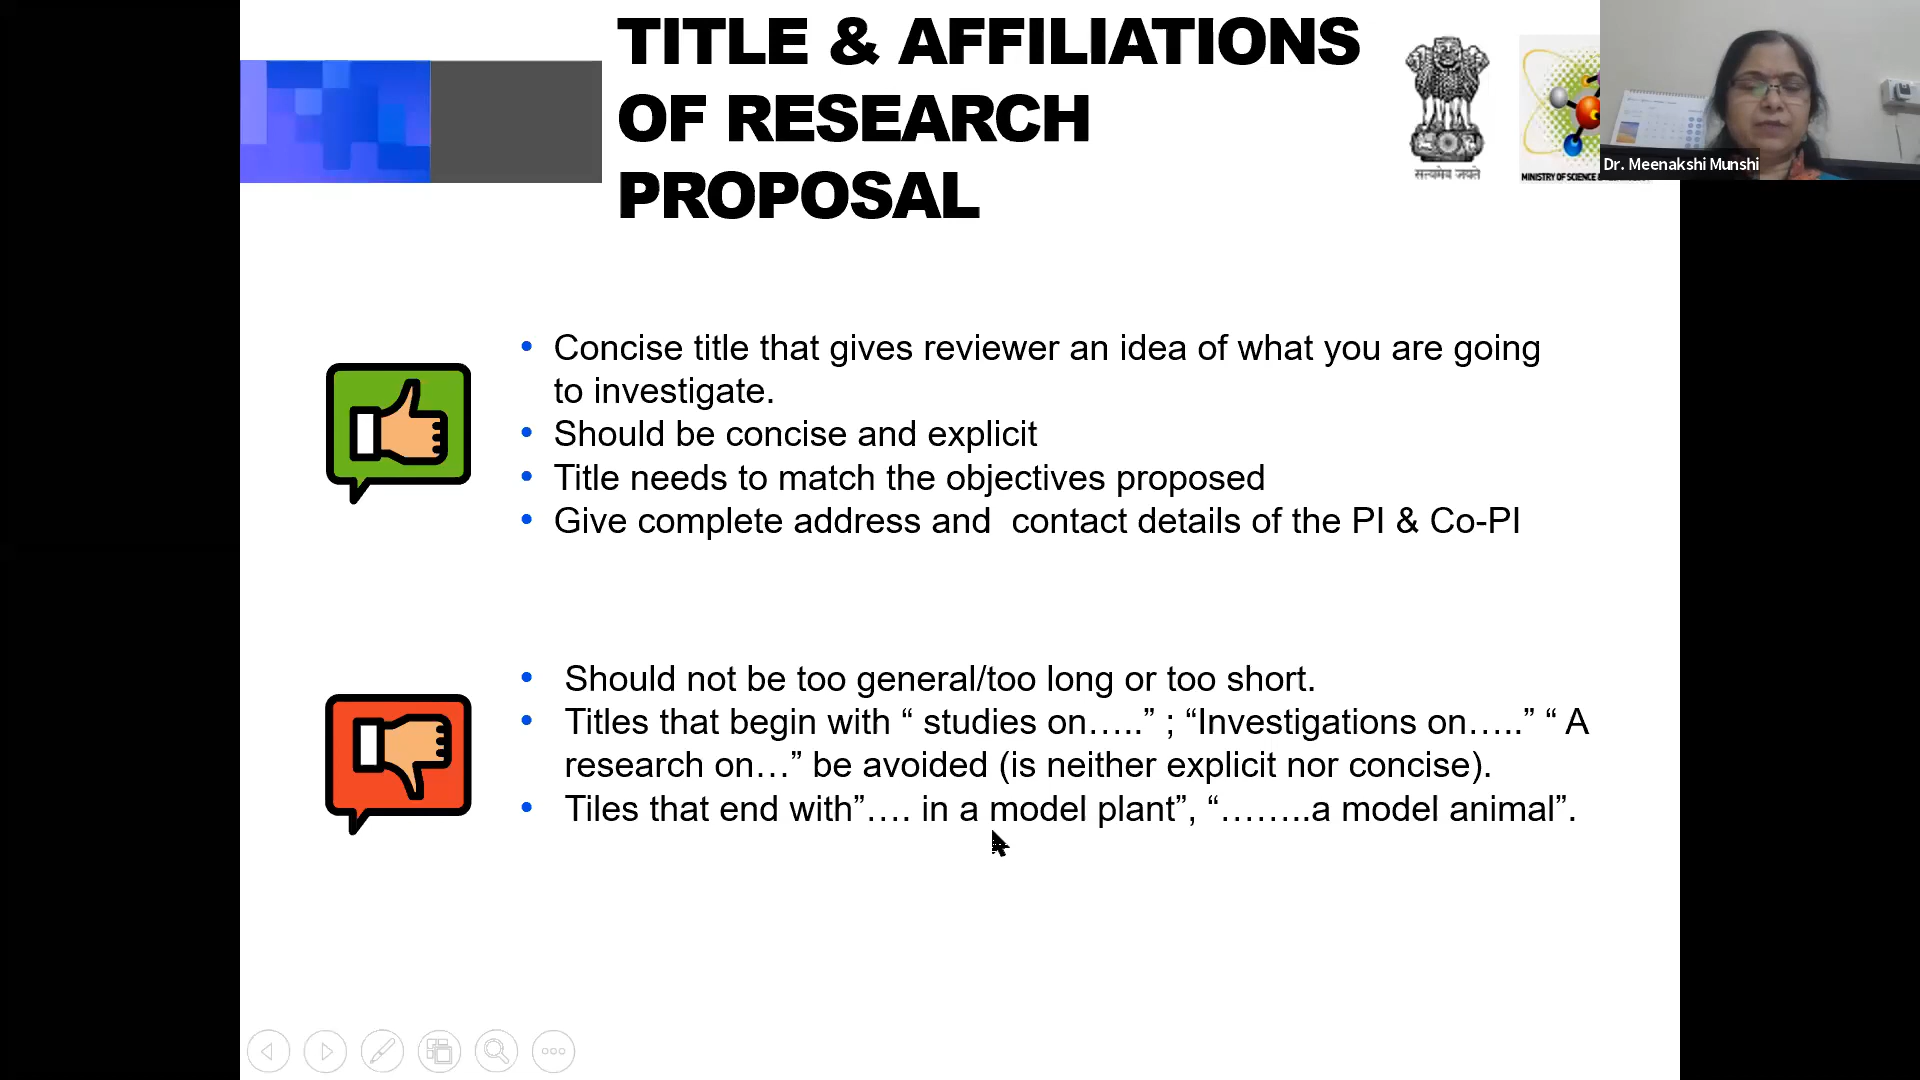 TITLE & AFFILIATIONS
OF RESEARCH
PROPOSAL
सत्यमेव जयते
MINISTRY OF SCIENCE &
Dr. Meenakshi Munshi
• Concise title that gives reviewer an idea of what you are going
to investigate.
• Should be concise and explicit
• Title needs to match the objectives proposed
• Give complete address and  contact details of the PI & Co-PI
• Should not be too general/too long or too short.
• Titles that begin with “ studies on…..” ; “Investigations on…..” “ A
research on…” be avoided (is neither explicit nor concise).
• Tiles that end with”…. in a model plant”, “……..a model animal”.